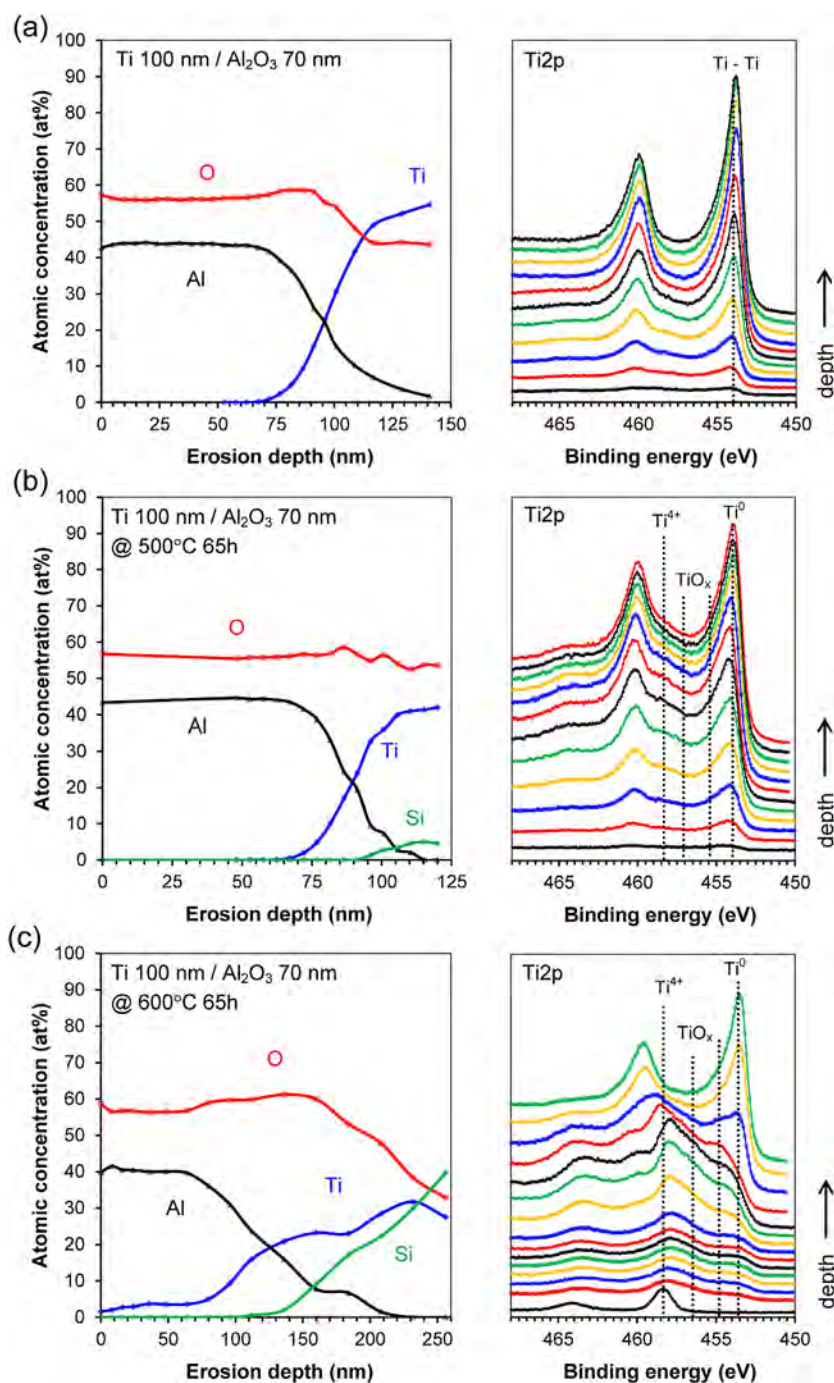 (a)
Ti 100 nm / Al₂O₃ 70 nm
O
Ti
Al
Atomic concentration (at%)
100
90
80
70
60
50
40
30
20
10
0
0 25 50 75 100 125 150
Erosion depth (nm)
Ti2p
Ti - Ti
465 460 455 450
Binding energy (eV)
depth
(b)
Ti 100 nm / Al₂O₃ 70 nm
@ 500°C 65h
O
Al
Ti
Si
Atomic concentration (at%)
100
90
80
70
60
50
40
30
20
10
0
0 25 50 75 100 125
Erosion depth (nm)
Ti2p
Ti⁴⁺
Ti⁰
TiOₓ
465 460 455 450
Binding energy (eV)
depth
(c)
Ti 100 nm / Al₂O₃ 70 nm
@ 600°C 65h
O
Al
Ti
Si
Atomic concentration (at%)
100
90
80
70
60
50
40
30
20
10
0
0 50 100 150 200 250
Erosion depth (nm)
Ti2p
Ti⁴⁺
Ti⁰
TiOₓ
465 460 455 450
Binding energy (eV)
depth